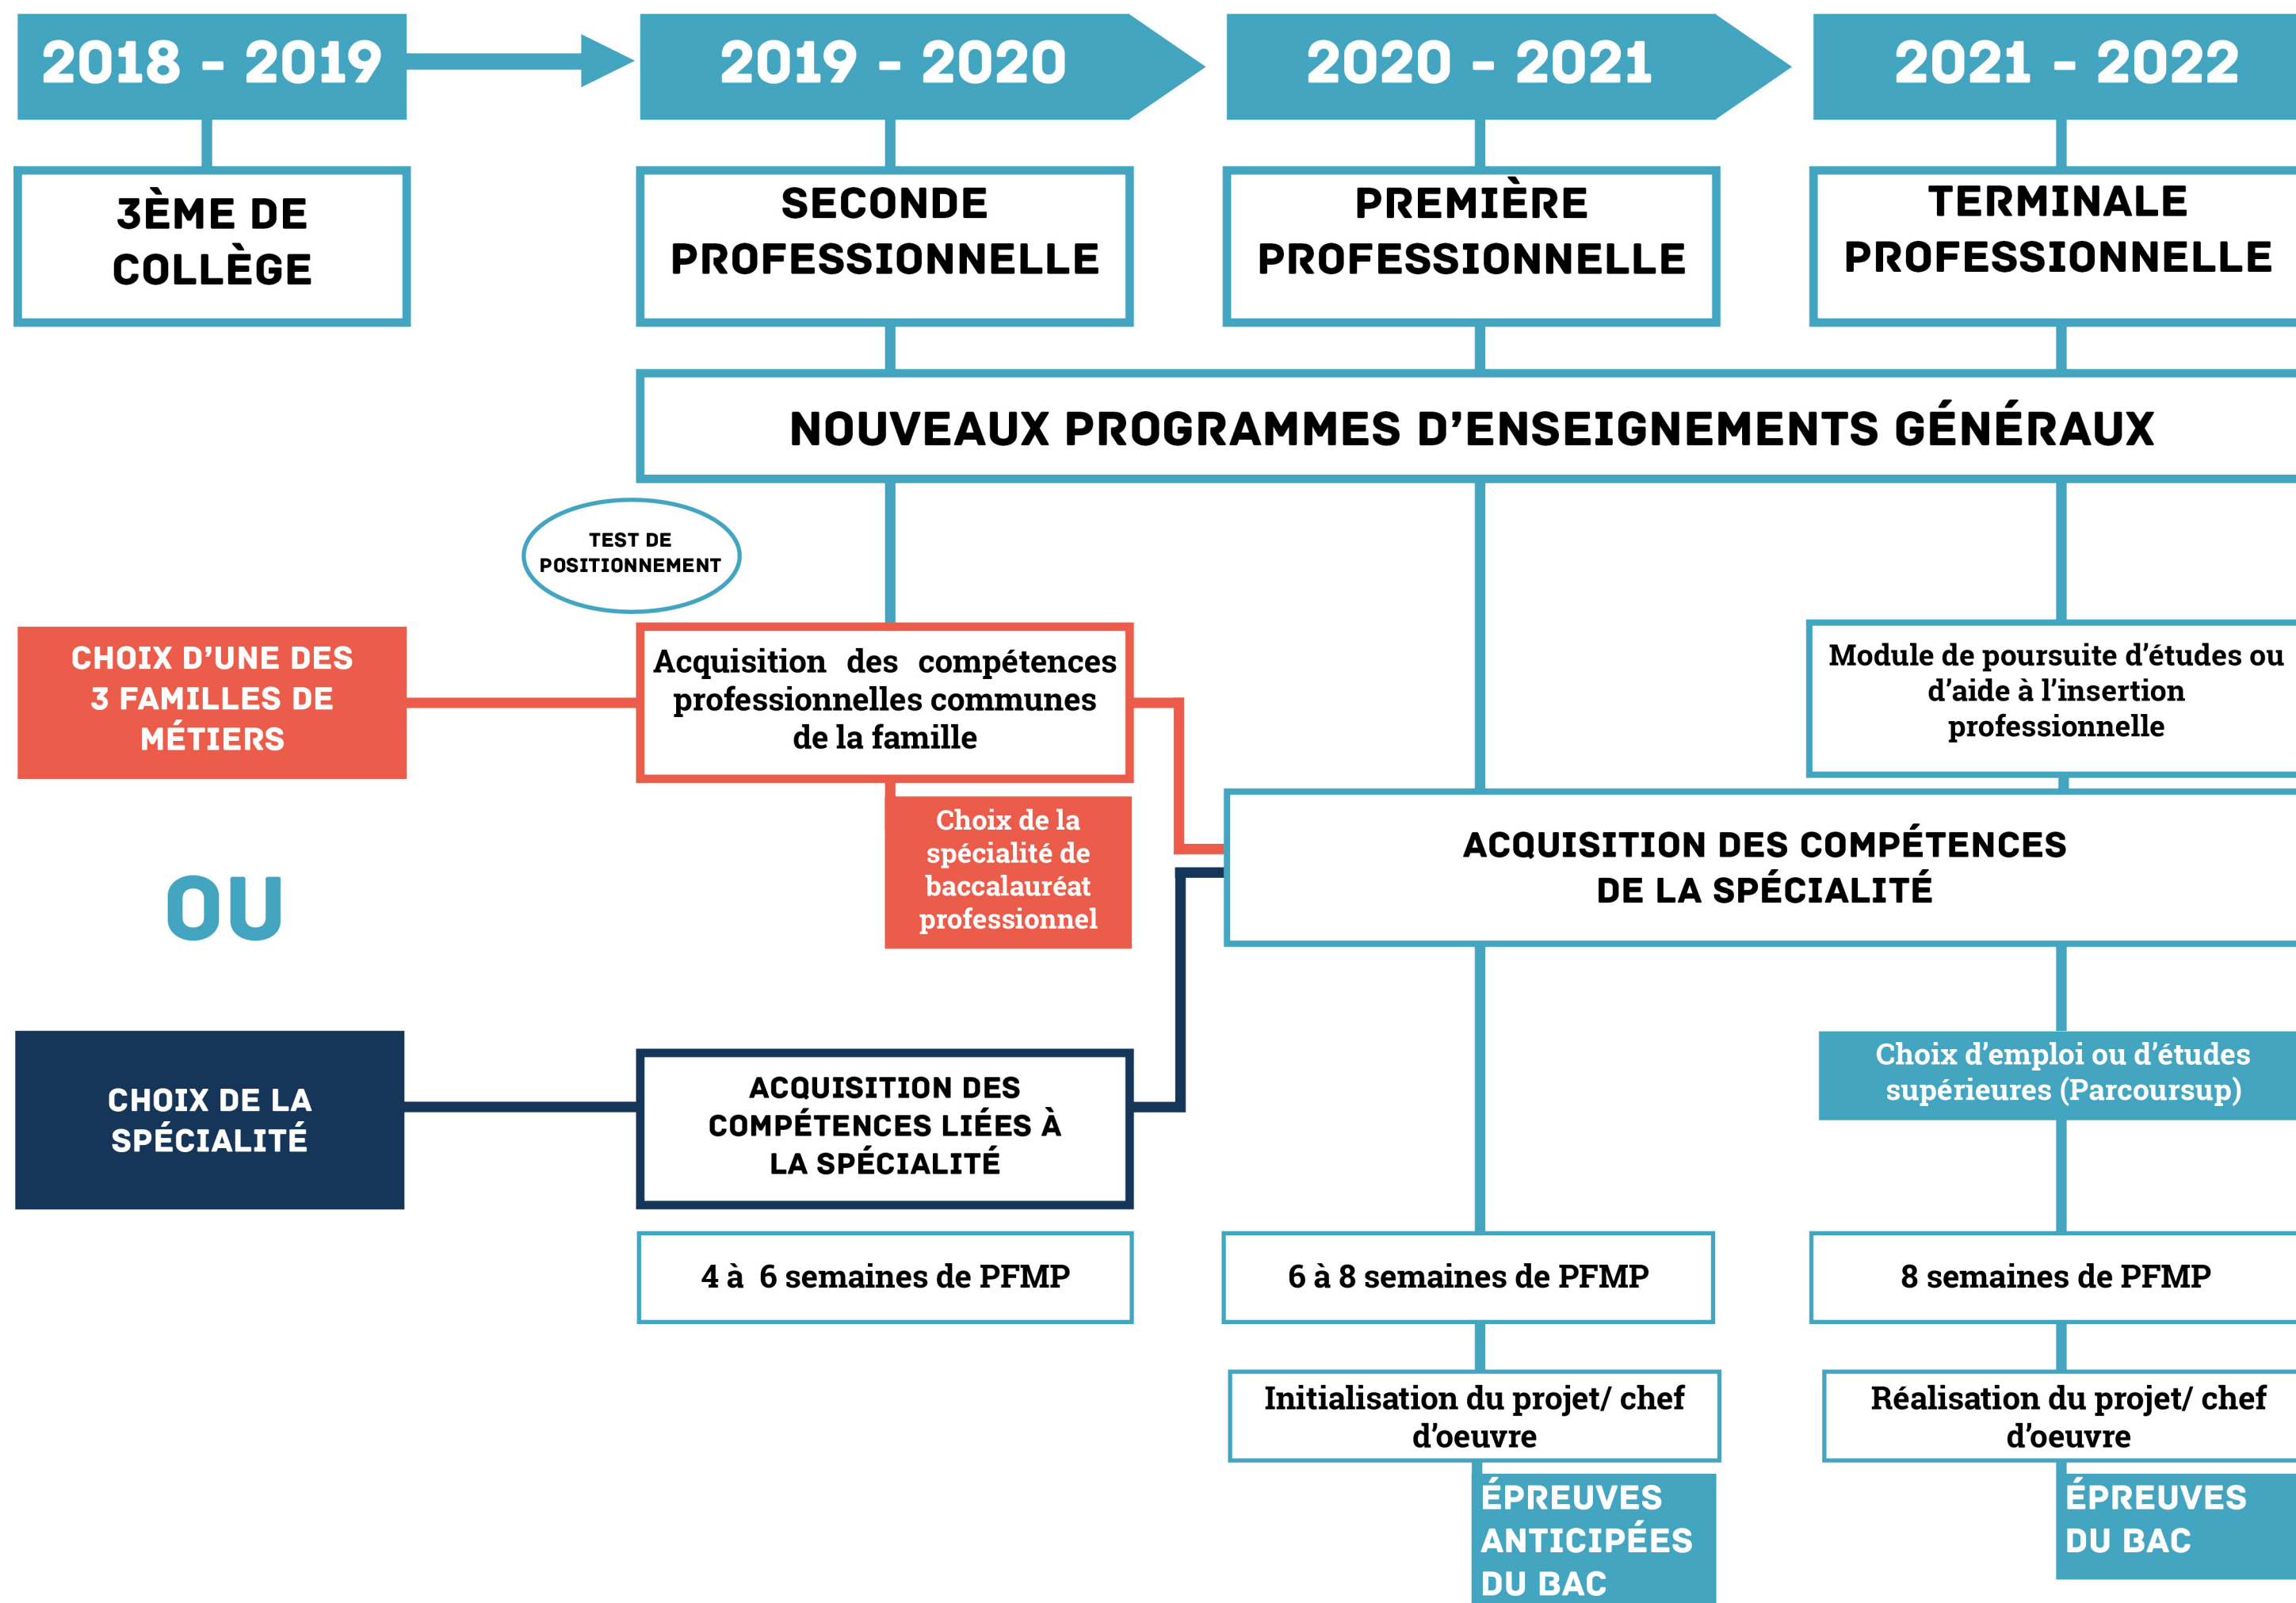 2018 - 2019
2019 - 2020
2020 - 2021
2021 - 2022
3ÈME DE
COLLÈGE
SECONDE
PROFESSIONNELLE
PREMIÈRE
PROFESSIONNELLE
TERMINALE
PROFESSIONNELLE
NOUVEAUX PROGRAMMES D’ENSEIGNEMENTS GÉNÉRAUX
TEST DE
POSITIONNEMENT
CHOIX D’UNE DES
3 FAMILLES DE
MÉTIERS
Acquisition des compétences
professionnelles communes
de la famille
Module de poursuite d’études ou
d’aide à l’insertion
professionnelle
Choix de la
spécialité de
baccalauréat
professionnel
ACQUISITION DES COMPÉTENCES
DE LA SPÉCIALITÉ
OU
CHOIX DE LA
SPÉCIALITÉ
ACQUISITION DES
COMPÉTENCES LIÉES À
LA SPÉCIALITÉ
Choix d’emploi ou d’études
supérieures (Parcoursup)
4 à 6 semaines de PFMP
6 à 8 semaines de PFMP
8 semaines de PFMP
Initialisation du projet/ chef
d’oeuvre
Réalisation du projet/ chef
d’oeuvre
ÉPREUVES
ANTICIPÉES
DU BAC
ÉPREUVES
DU BAC